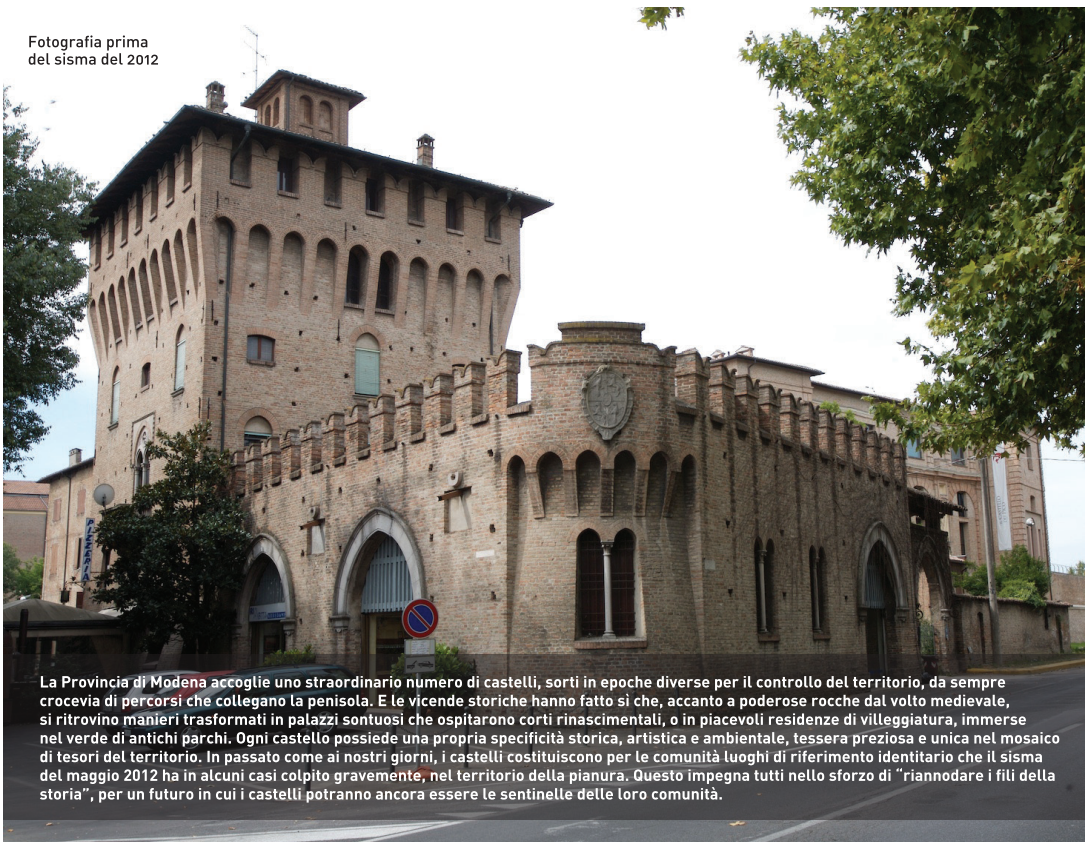 Fotografia prima
del sisma del 2012
PIZZERIA
La Provincia di Modena accoglie uno straordinario numero di castelli, sorti in epoche diverse per il controllo del territorio, da sempre
crocevia di percorsi che collegano la penisola. E le vicende storiche hanno fatto sì che, accanto a poderose rocche dal volto medievale,
si ritrovino manieri trasformati in palazzi sontuosi che ospitarono corti rinascimentali, o in piacevoli residenze di villeggiatura, immerse
nel verde di antichi parchi. Ogni castello possiede una propria specificità storica, artistica e ambientale, tessera preziosa e unica nel mosaico
di tesori del territorio. In passato come ai nostri giorni, i castelli costituiscono per le comunità luoghi di riferimento identitario che il sisma
del maggio 2012 ha in alcuni casi colpito gravemente, nel territorio della pianura. Questo impegna tutti nello sforzo di “riannodare i fili della
storia”, per un futuro in cui i castelli potranno ancora essere le sentinelle delle loro comunità.